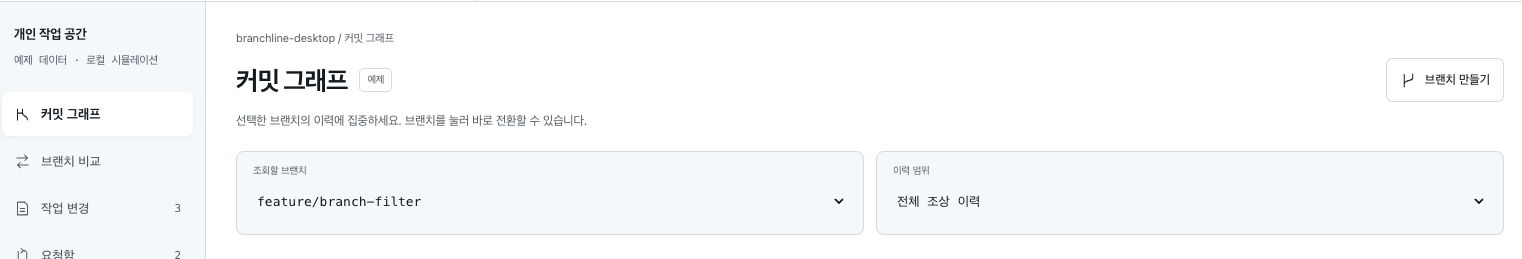 개인 작업 공간
예제 데이터 · 로컬 시뮬레이션
커밋 그래프
브랜치 비교
작업 변경 3
요청함 2
branchline-desktop / 커밋 그래프
커밋 그래프 예제
브랜치 만들기
선택한 브랜치의 이력에 집중하세요. 브랜치를 눌러 바로 전환할 수 있습니다.
조회할 브랜치
feature/branch-filter
이력 범위
전체 조상 이력